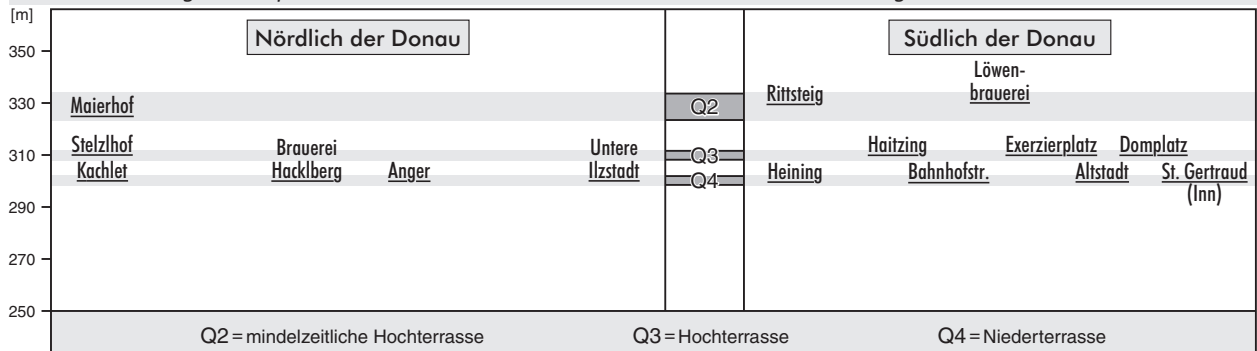 [m]
Nördlich der Donau
Südlich der Donau
350
Löwen-
330
Maierhof
Q2
Rittsteig
brauerei
Stelzlhof
Brauerei
Untere
Haitzing
Exerzierplatz
Domplatz
310
Q3
Kachlet
Hacklberg
Anger
Ilzstadt
Q4
Heining
Bahnhofstr.
Altstadt
St. Gertraud
(Inn)
290
270
250
Q2 = mindelzeitliche Hochterrasse
Q3 = Hochterrasse
Q4 = Niederterrasse